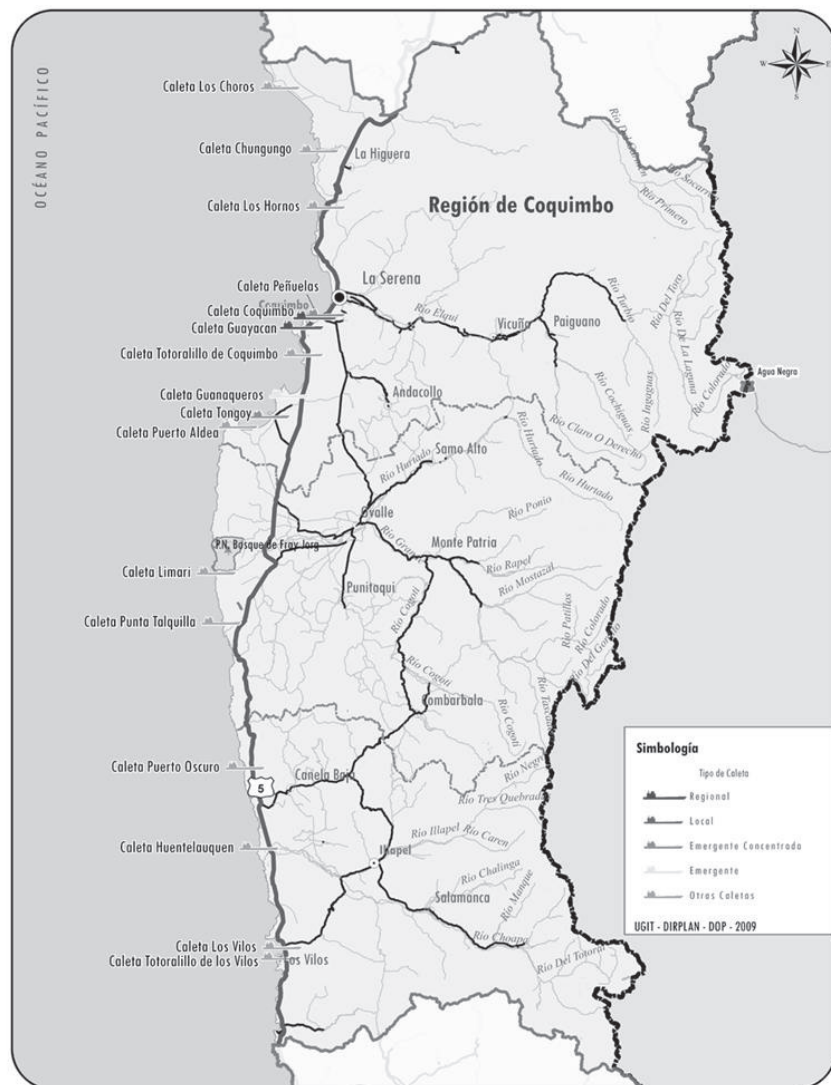 N
W
E
S
OCÉANO PACÍFICO
Caleta Los Choros
Caleta Chungungo
La Higuera
Caleta Los Hornos
Región de Coquimbo
Río Primero
Caleta Peñuelas
La Serena
Caleta Coquimbo
Coquimbo
Caleta Guayacan
Río Elqui
Vicuña
Paiguano
Río Turbio
Río Del Toro
Río De La Laguna
Río Colorado
Agua Negra
Caleta Totoralillo de Coquimbo
Río Cochiguas
Río Ingaguas
Caleta Guanaqueros
Andacollo
Caleta Tongoy
Caleta Puerto Aldea
Río Claro O Derecho
Río Hurtado
Samo Alto
Río Hurtado
Río Hurtado
Ovalle
Río Ponio
P.N. Bosque de Fray Jorg
Río Grande
Monte Patria
Río Rapel
Río Mostazal
Caleta Limari
Punitaqui
Río Cogoti
Caleta Punta Talquilla
Río Patillos
Río Colorado
Río Cogoti
Combarbala
Río Cogoti
Caleta Puerto Oscuro
5
Canela Baja
Río Negro
Río Tres Quebrada
Río Illapel
Río Caren
Caleta Huentelauquen
Illapel
Río Chalinga
Río Manque
Salamanca
Río Choapa
Caleta Los Vilos
Caleta Totoralillo de los Vilos
Los Vilos
Río Del Totoral
Simbología
Tipo de Caleta
Regional
Local
Emergente Concentrada
Emergente
Otras Caletas
UGIT - DIRPLAN - DOP - 2009